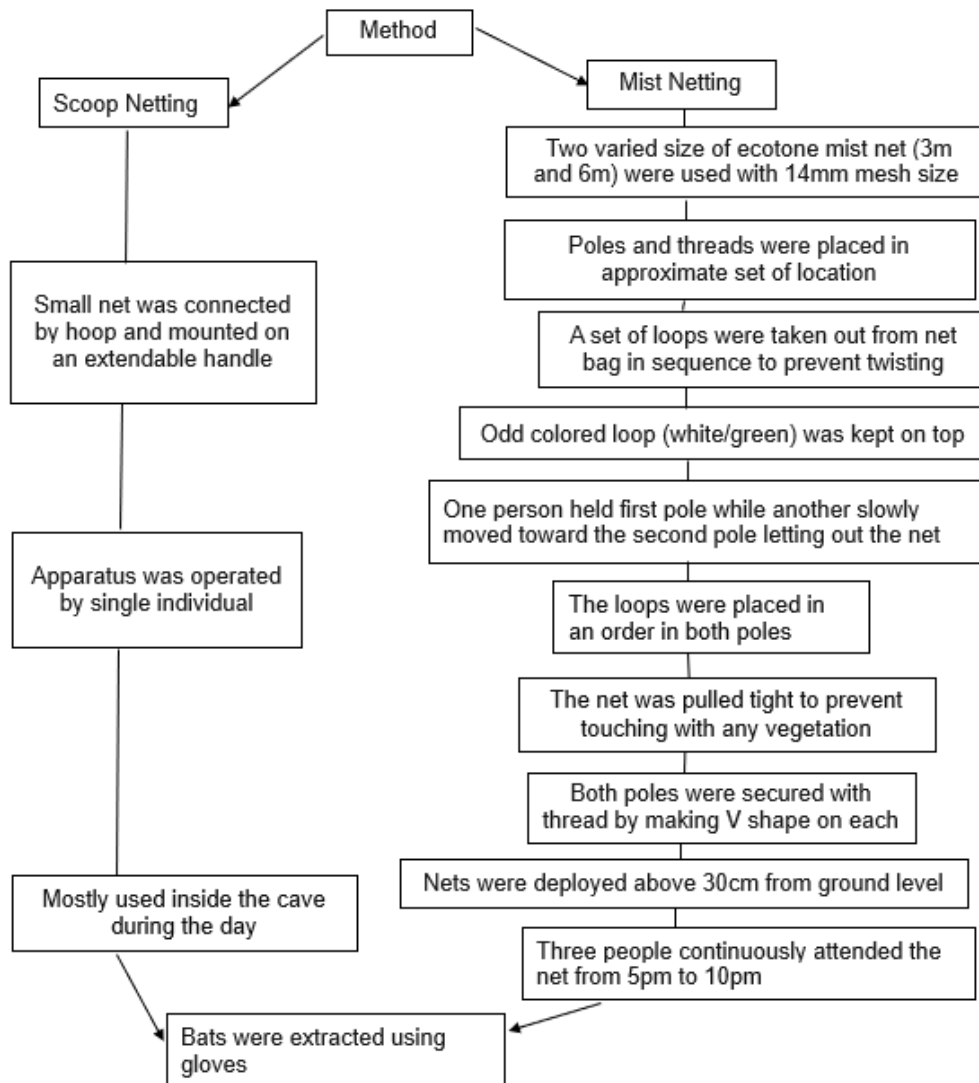 Method
Scoop Netting
Mist Netting
Two varied size of ecotone mist net (3m
and 6m) were used with 14mm mesh size
Poles and threads were placed in
approximate set of location
Small net was connected
by hoop and mounted on
an extendable handle
A set of loops were taken out from net
bag in sequence to prevent twisting
Odd colored loop (white/green) was kept on top
One person held first pole while another slowly
moved toward the second pole letting out the net
Apparatus was operated
by single individual
The loops were placed in
an order in both poles
The net was pulled tight to prevent
touching with any vegetation
Both poles were secured with
thread by making V shape on each
Nets were deployed above 30cm from ground level
Mostly used inside the cave
during the day
Three people continuously attended the
net from 5pm to 10pm
Bats were extracted using
gloves